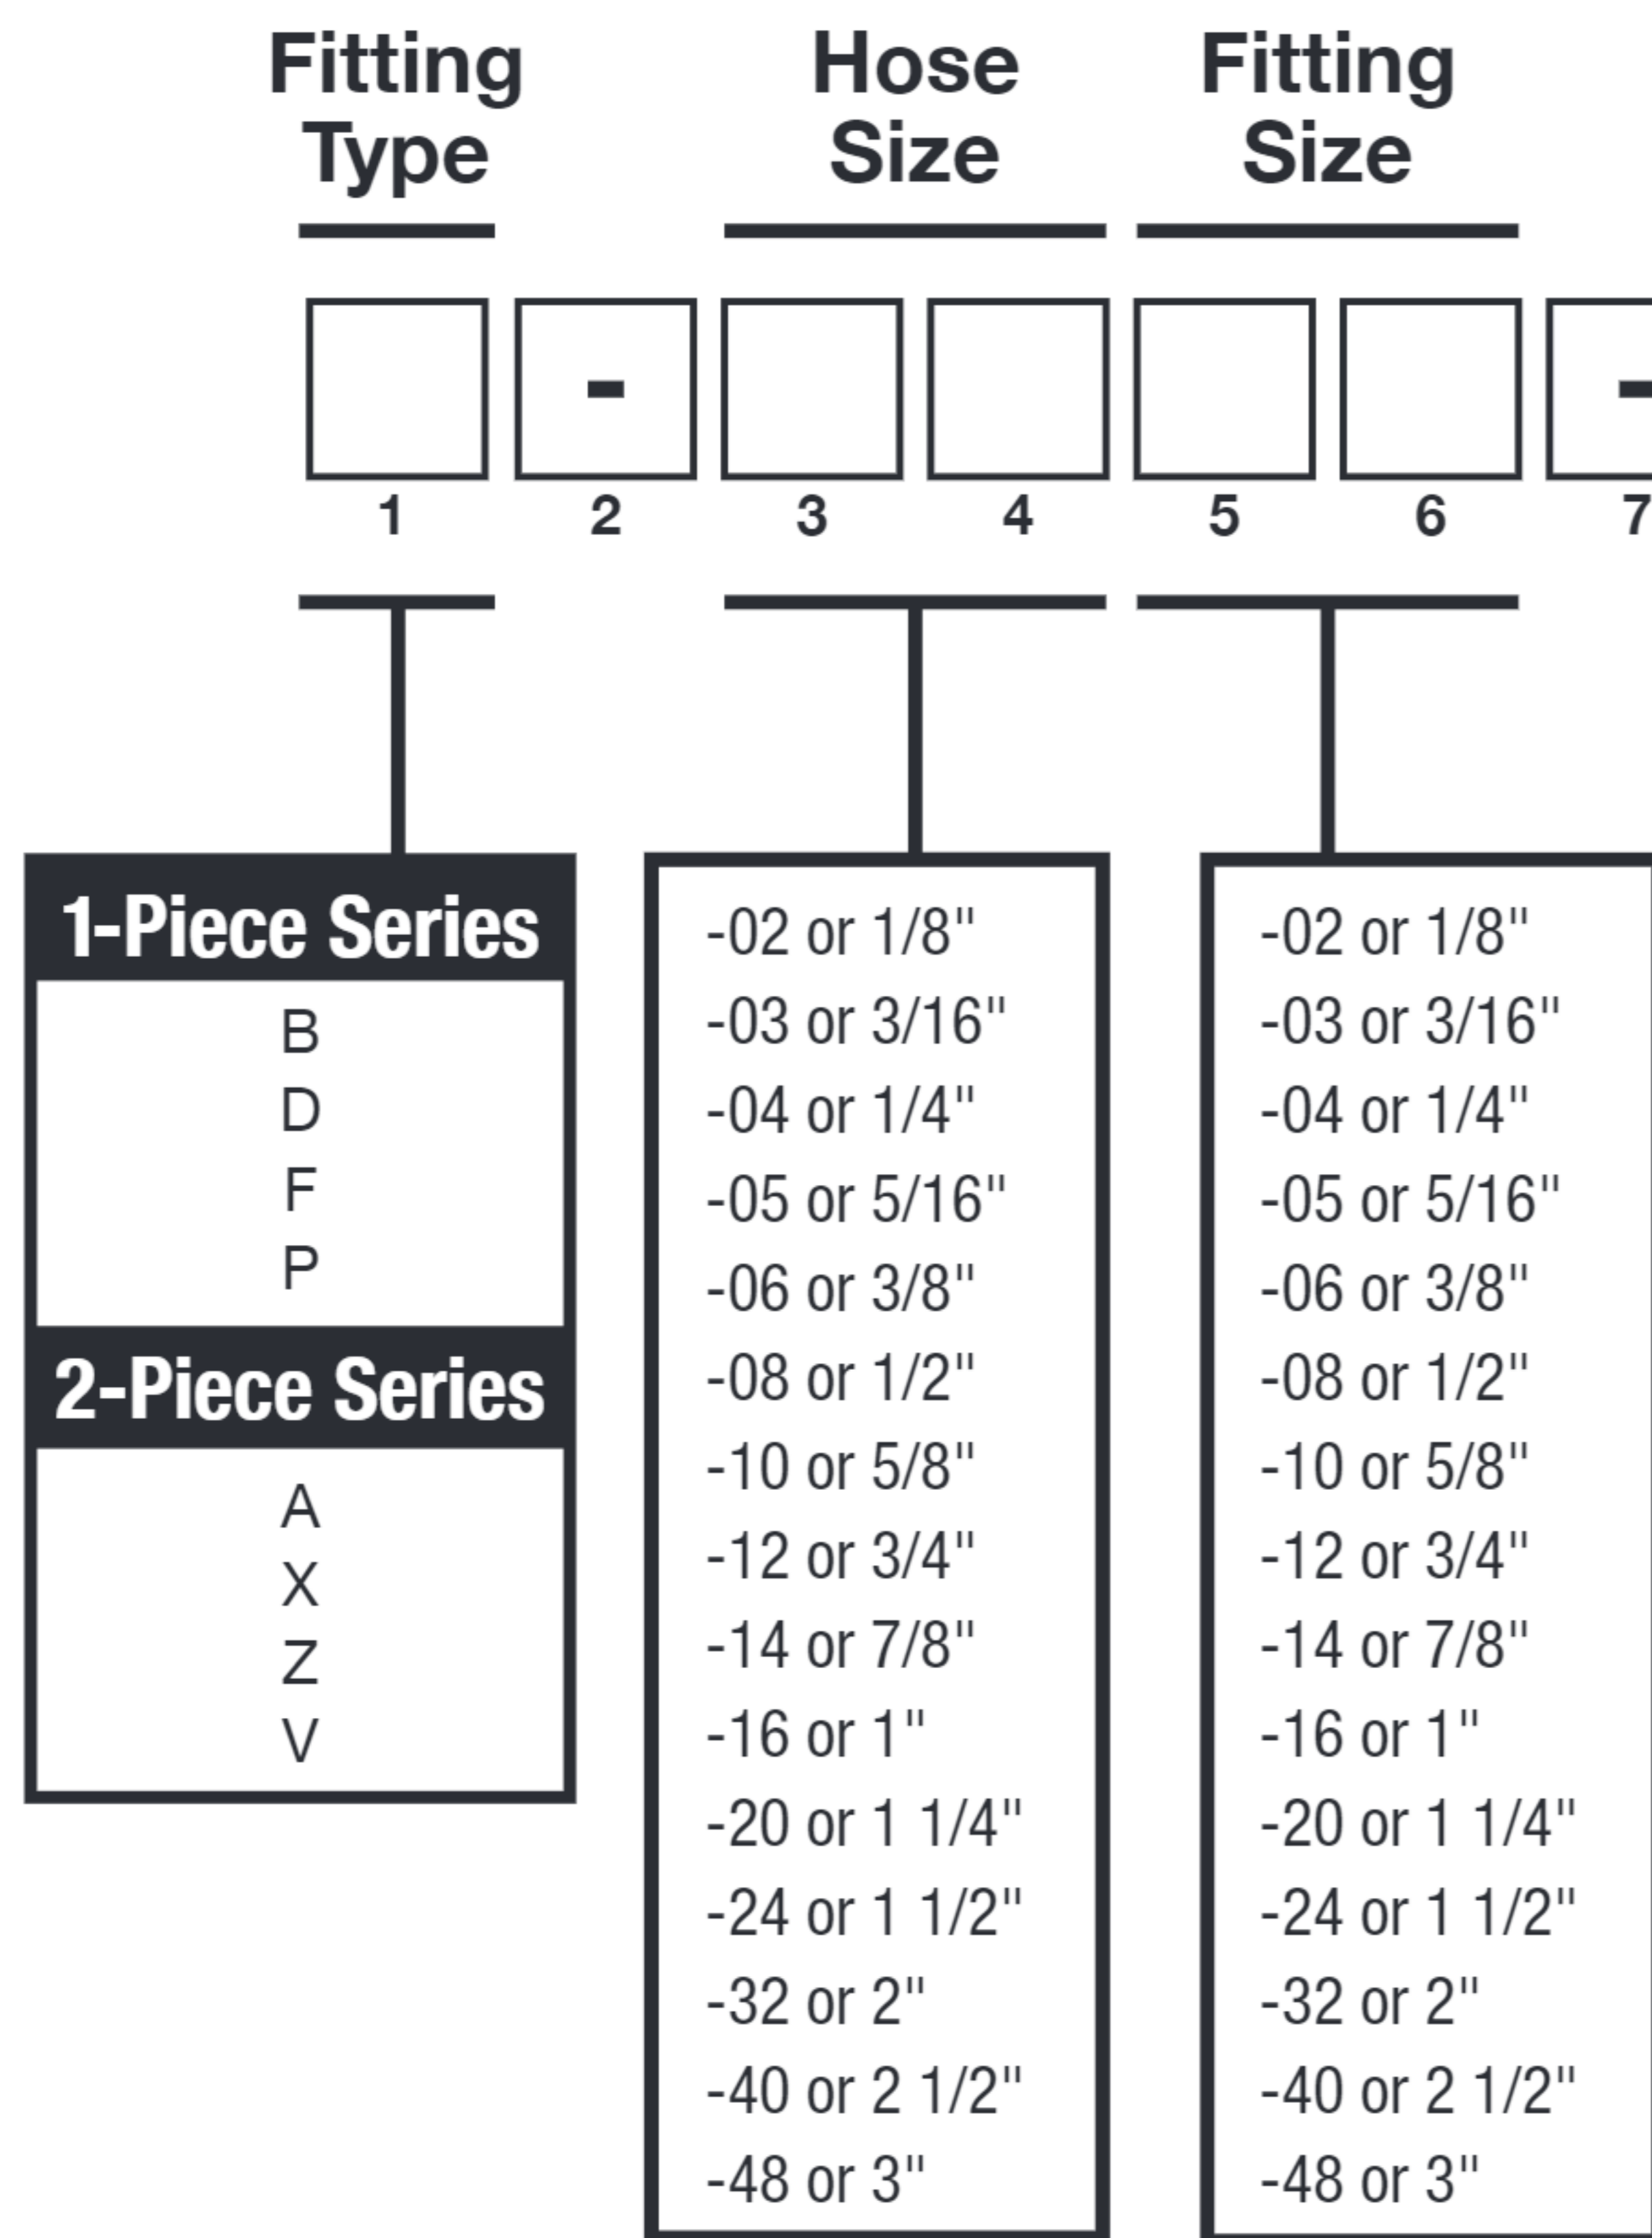 Fitting
Type
Hose
Size
Fitting
Size
-
-
1 2 3 4 5 6 7
1-Piece Series
B
D
F
P
2-Piece Series
A
X
Z
V
-02 or 1/8"
-03 or 3/16"
-04 or 1/4"
-05 or 5/16"
-06 or 3/8"
-08 or 1/2"
-10 or 5/8"
-12 or 3/4"
-14 or 7/8"
-16 or 1"
-20 or 1 1/4"
-24 or 1 1/2"
-32 or 2"
-40 or 2 1/2"
-48 or 3"
-02 or 1/8"
-03 or 3/16"
-04 or 1/4"
-05 or 5/16"
-06 or 3/8"
-08 or 1/2"
-10 or 5/8"
-12 or 3/4"
-14 or 7/8"
-16 or 1"
-20 or 1 1/4"
-24 or 1 1/2"
-32 or 2"
-40 or 2 1/2"
-48 or 3"